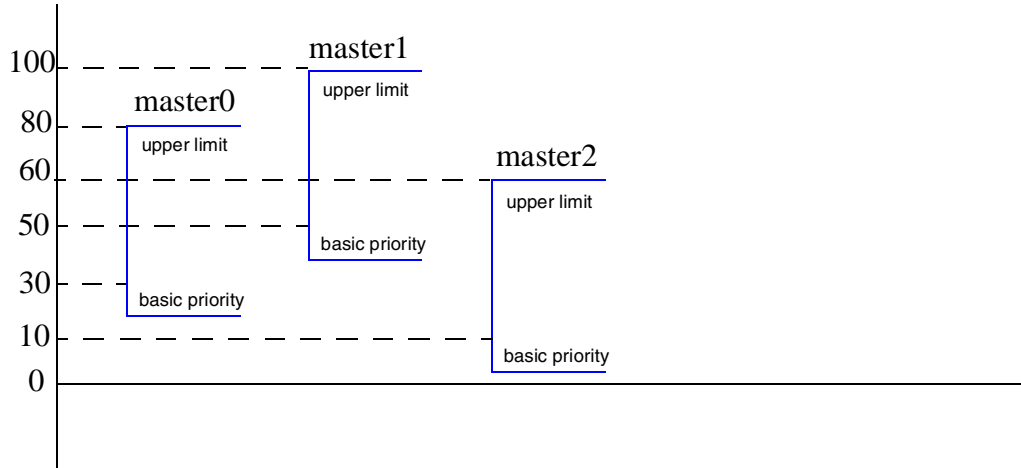 master1
100
upper limit
master0
80
upper limit
master2
60
upper limit
50
basic priority
30
basic priority
10
basic priority
0